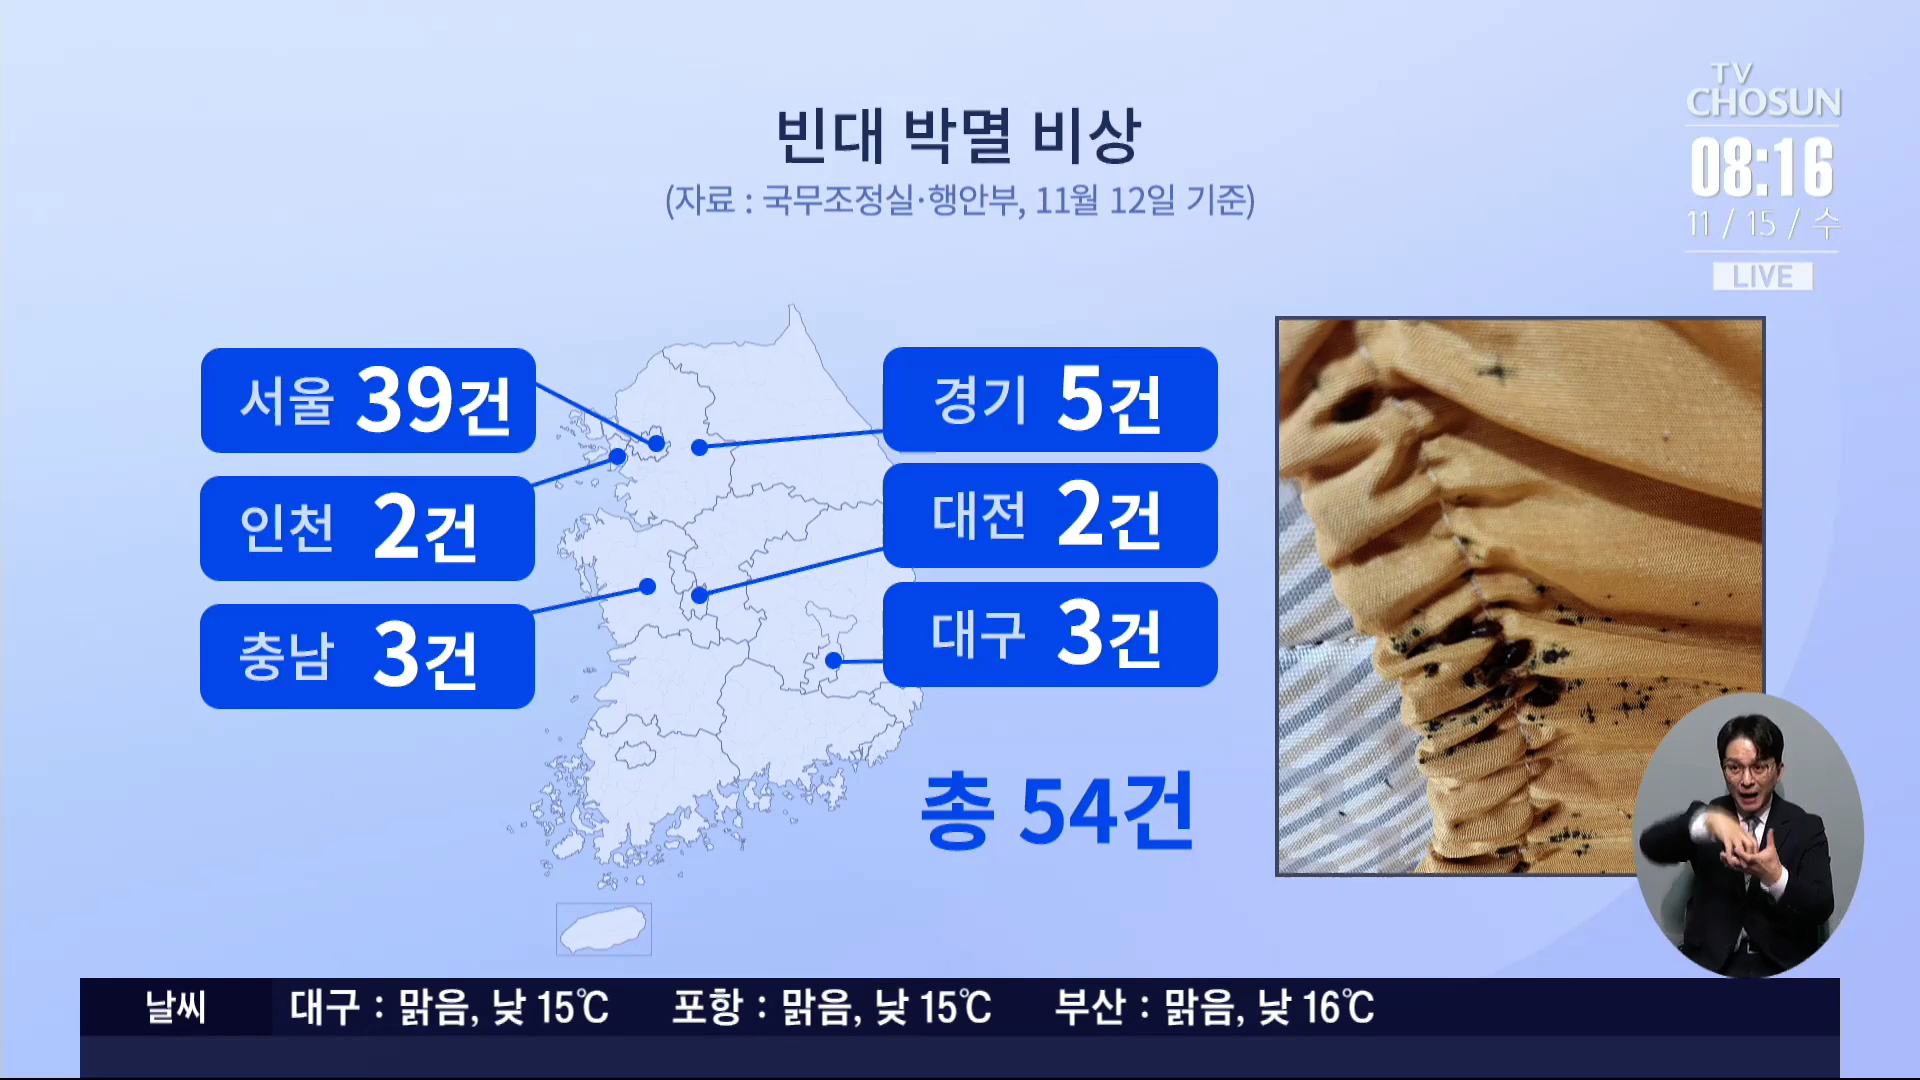 빈대 박멸 비상
(자료 : 국무조정실·행안부, 11월 12일 기준)
TV
CHOSUN
08:16
11 / 15 / 수
LIVE
서울 39건
인천 2건
충남 3건
경기 5건
대전 2건
대구 3건
총 54건
날씨 대구 : 맑음, 낮 15℃ 포항 : 맑음, 낮 15℃ 부산 : 맑음, 낮 16℃